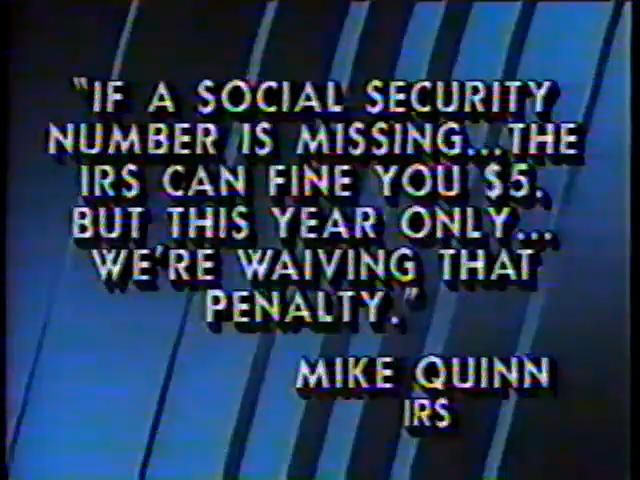 "IF A SOCIAL SECURITY
NUMBER IS MISSING...THE
IRS CAN FINE YOU $5.
BUT THIS YEAR ONLY...
WE'RE WAIVING THAT
PENALTY."
MIKE QUINN
IRS